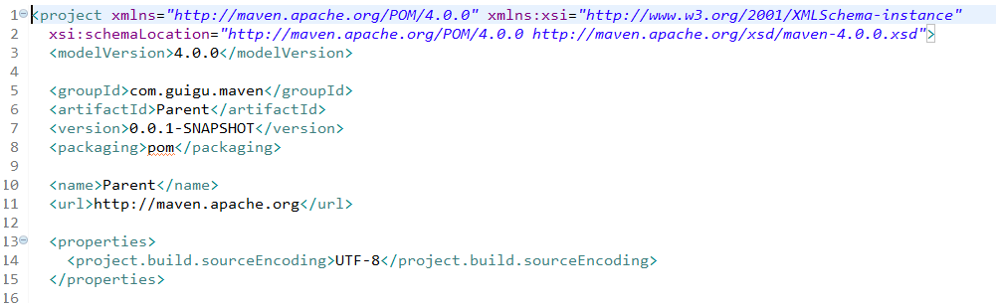 1 <project xmlns="http://maven.apache.org/POM/4.0.0" xmlns:xsi="http://www.w3.org/2001/XMLSchema-instance"
2   xsi:schemaLocation="http://maven.apache.org/POM/4.0.0 http://maven.apache.org/xsd/maven-4.0.0.xsd">
3   <modelVersion>4.0.0</modelVersion>
4
5   <groupId>com.guigu.maven</groupId>
6   <artifactId>Parent</artifactId>
7   <version>0.0.1-SNAPSHOT</version>
8   <packaging>pom</packaging>
9
10   <name>Parent</name>
11   <url>http://maven.apache.org</url>
12
13   <properties>
14     <project.build.sourceEncoding>UTF-8</project.build.sourceEncoding>
15   </properties>
16